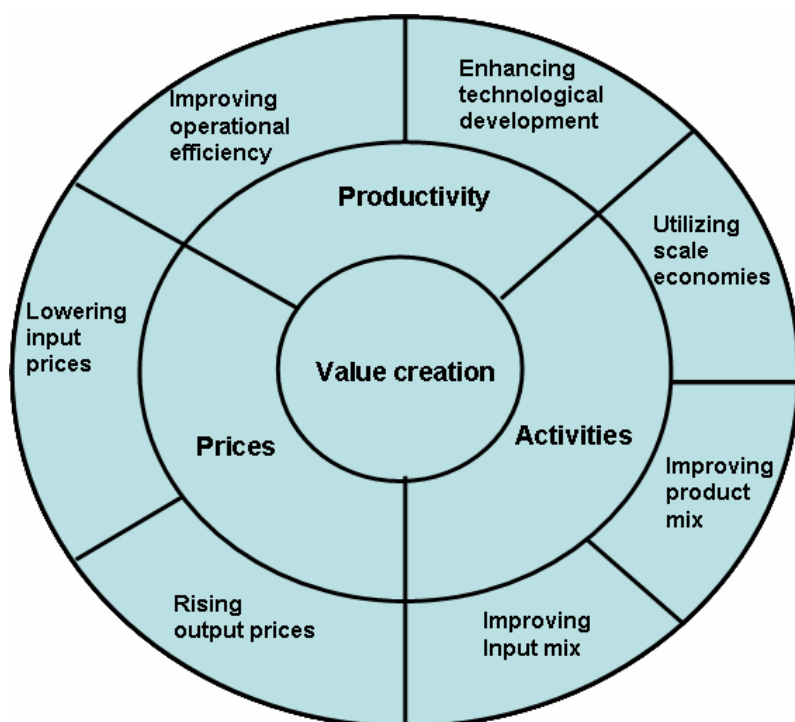 Improving
operational
efficiency
Enhancing
technological
development
Productivity
Utilizing
scale
economies
Lowering
input
prices
Value creation
Prices
Activities
Improving
product
mix
Rising
output prices
Improving
Input mix